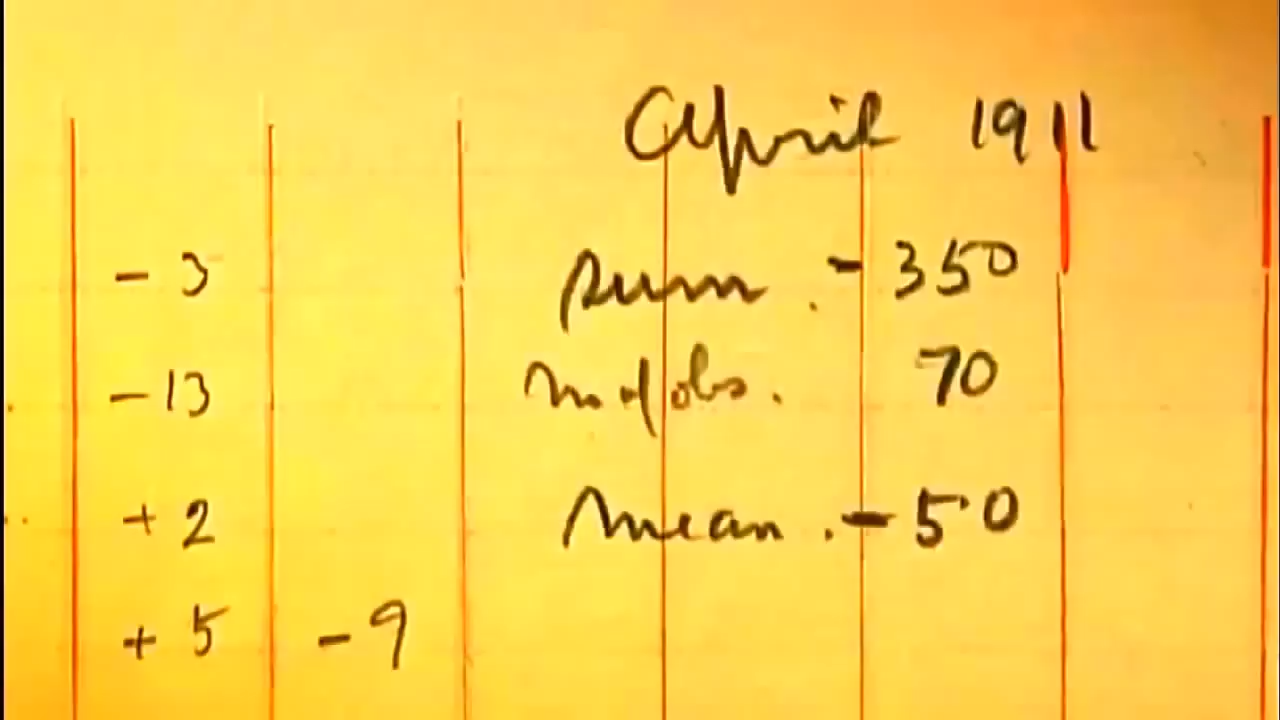 April 1911
- 3 sum. - 350
- 13 no of obs. 70
+ 2 mean. - 5.0
+ 5 - 9